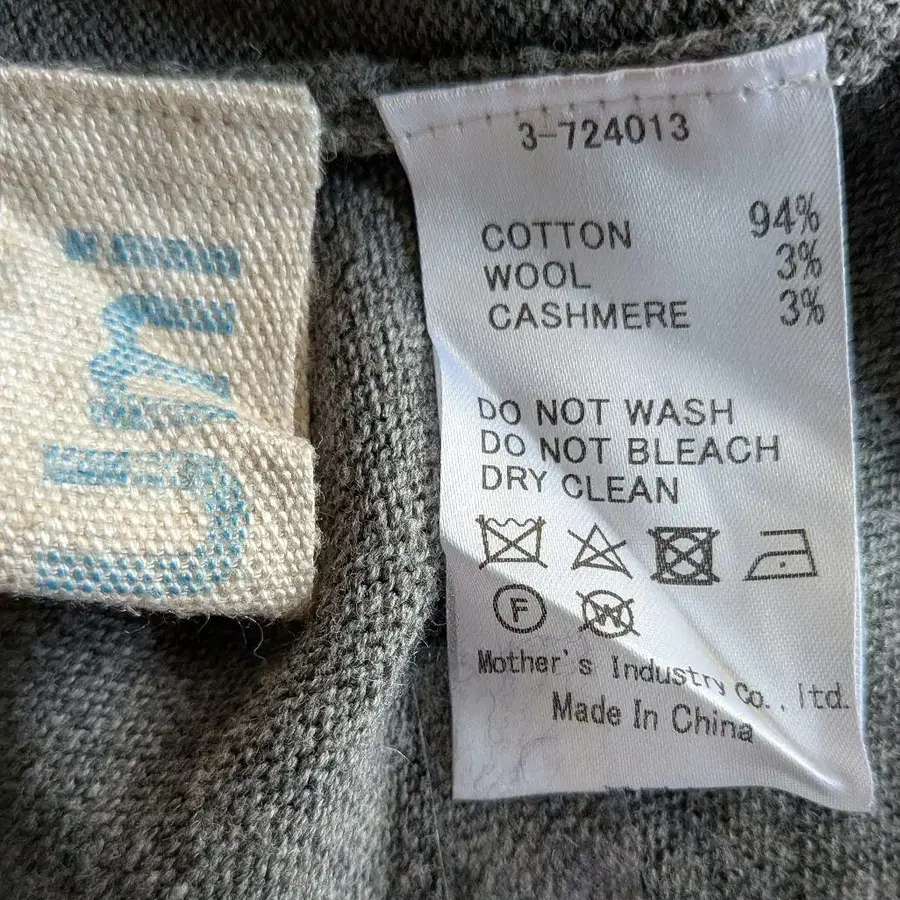 Umii
3-724013
COTTON 94%
WOOL 3%
CASHMERE 3%
DO NOT WASH
DO NOT BLEACH
DRY CLEAN
F
W
Mother's Industry Co., ltd.
Made In China